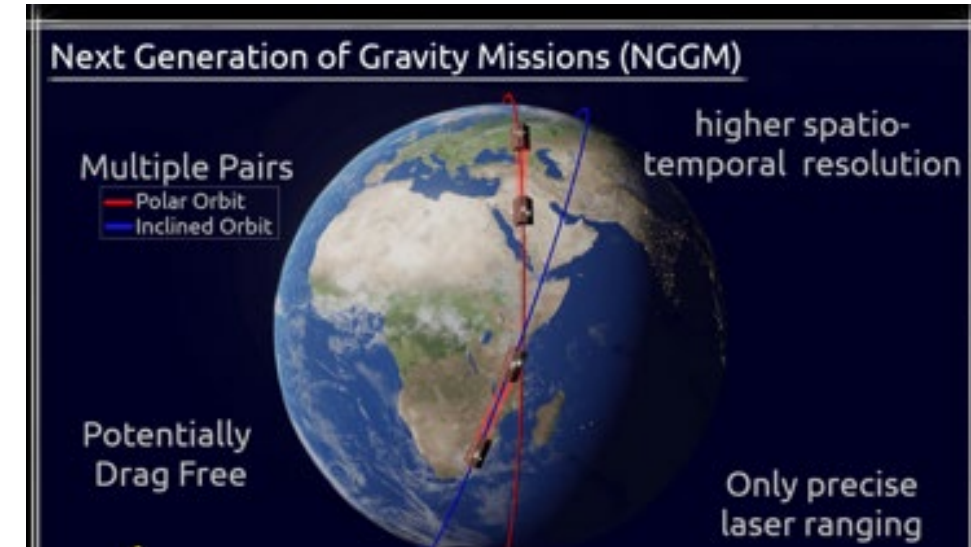 Next Generation of Gravity Missions (NGGM)
higher spatio-
temporal resolution
Multiple Pairs
Polar Orbit
Inclined Orbit
Potentially
Drag Free
Only precise
laser ranging